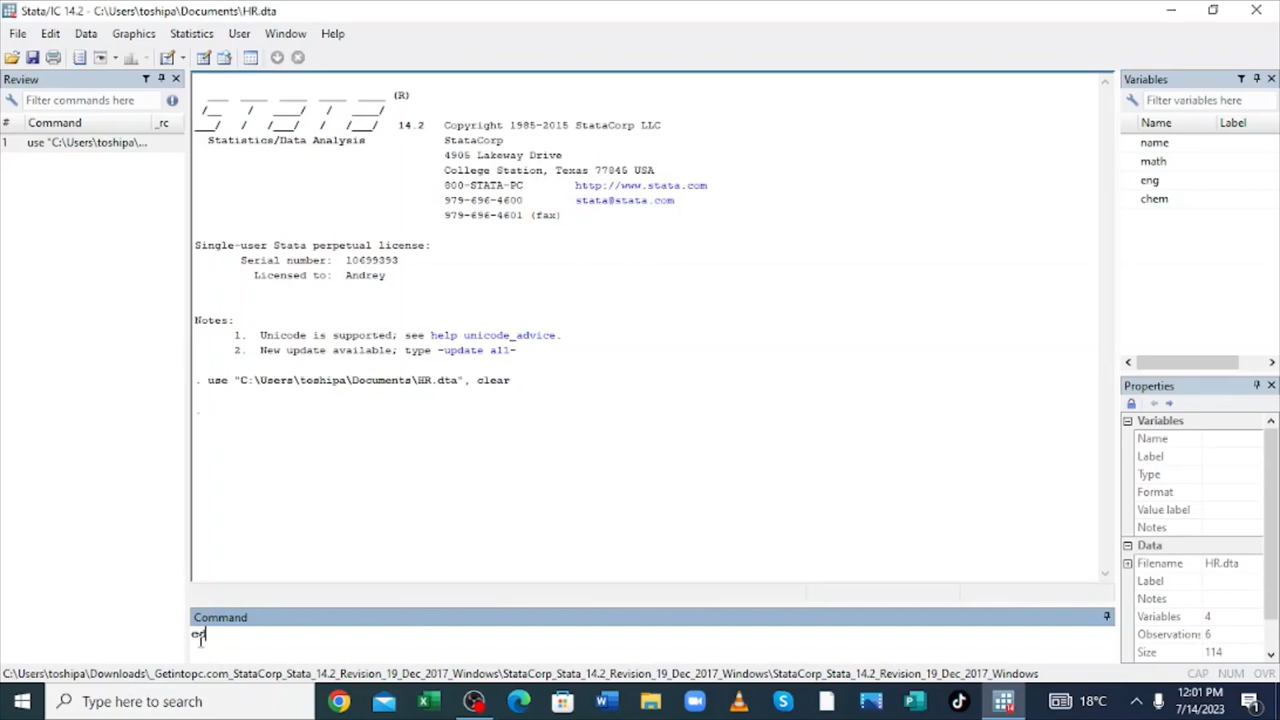 Stata/IC 14.2 - C:\Users\toshipa\Documents\HR.dta
File Edit Data Graphics Statistics User Window Help
Review
Filter commands here
# Command _rc
1 use "C:\Users\toshipa\...
(R)
14.2 Copyright 1985-2015 StataCorp LLC
Statistics/Data Analysis StataCorp
4905 Lakeway Drive
College Station, Texas 77845 USA
800-STATA-PC http://www.stata.com
979-696-4600 stata@stata.com
979-696-4601 (fax)
Single-user Stata perpetual license:
Serial number: 10699393
Licensed to: Andrey
Notes:
1. Unicode is supported; see help unicode_advice.
2. New update available; type -update all-
. use "C:\Users\toshipa\Documents\HR.dta", clear
.
Command
Variables
Filter variables here
Name Label
name
math
eng
chem
Properties
Variables
Name
Label
Type
Format
Value label
Notes
Data
Filename HR.dta
Label
Notes
Variables 4
Observations 6
Size 114
C:\Users\toshipa\Downloads\_Getintopc.com_StataCorp_Stata_14.2_Revision_19_Dec_2017_Windows\StataCorp_Stata_14.2_Revision_19_Dec_2017_Windows\StataCorp_Stata_14.2_Revision_19_Dec_2017_Windows
CAP NUM OVR
Type here to search
18°C
12:01 PM
7/14/2023